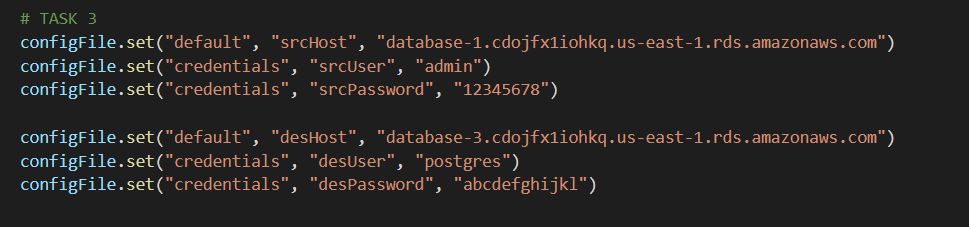 # TASK 3
configFile.set("default", "srcHost", "database-1.cdojfx1iohkq.us-east-1.rds.amazonaws.com")
configFile.set("credentials", "srcUser", "admin")
configFile.set("credentials", "srcPassword", "12345678")
configFile.set("default", "desHost", "database-3.cdojfx1iohkq.us-east-1.rds.amazonaws.com")
configFile.set("credentials", "desUser", "postgres")
configFile.set("credentials", "desPassword", "abcdefghijkl")